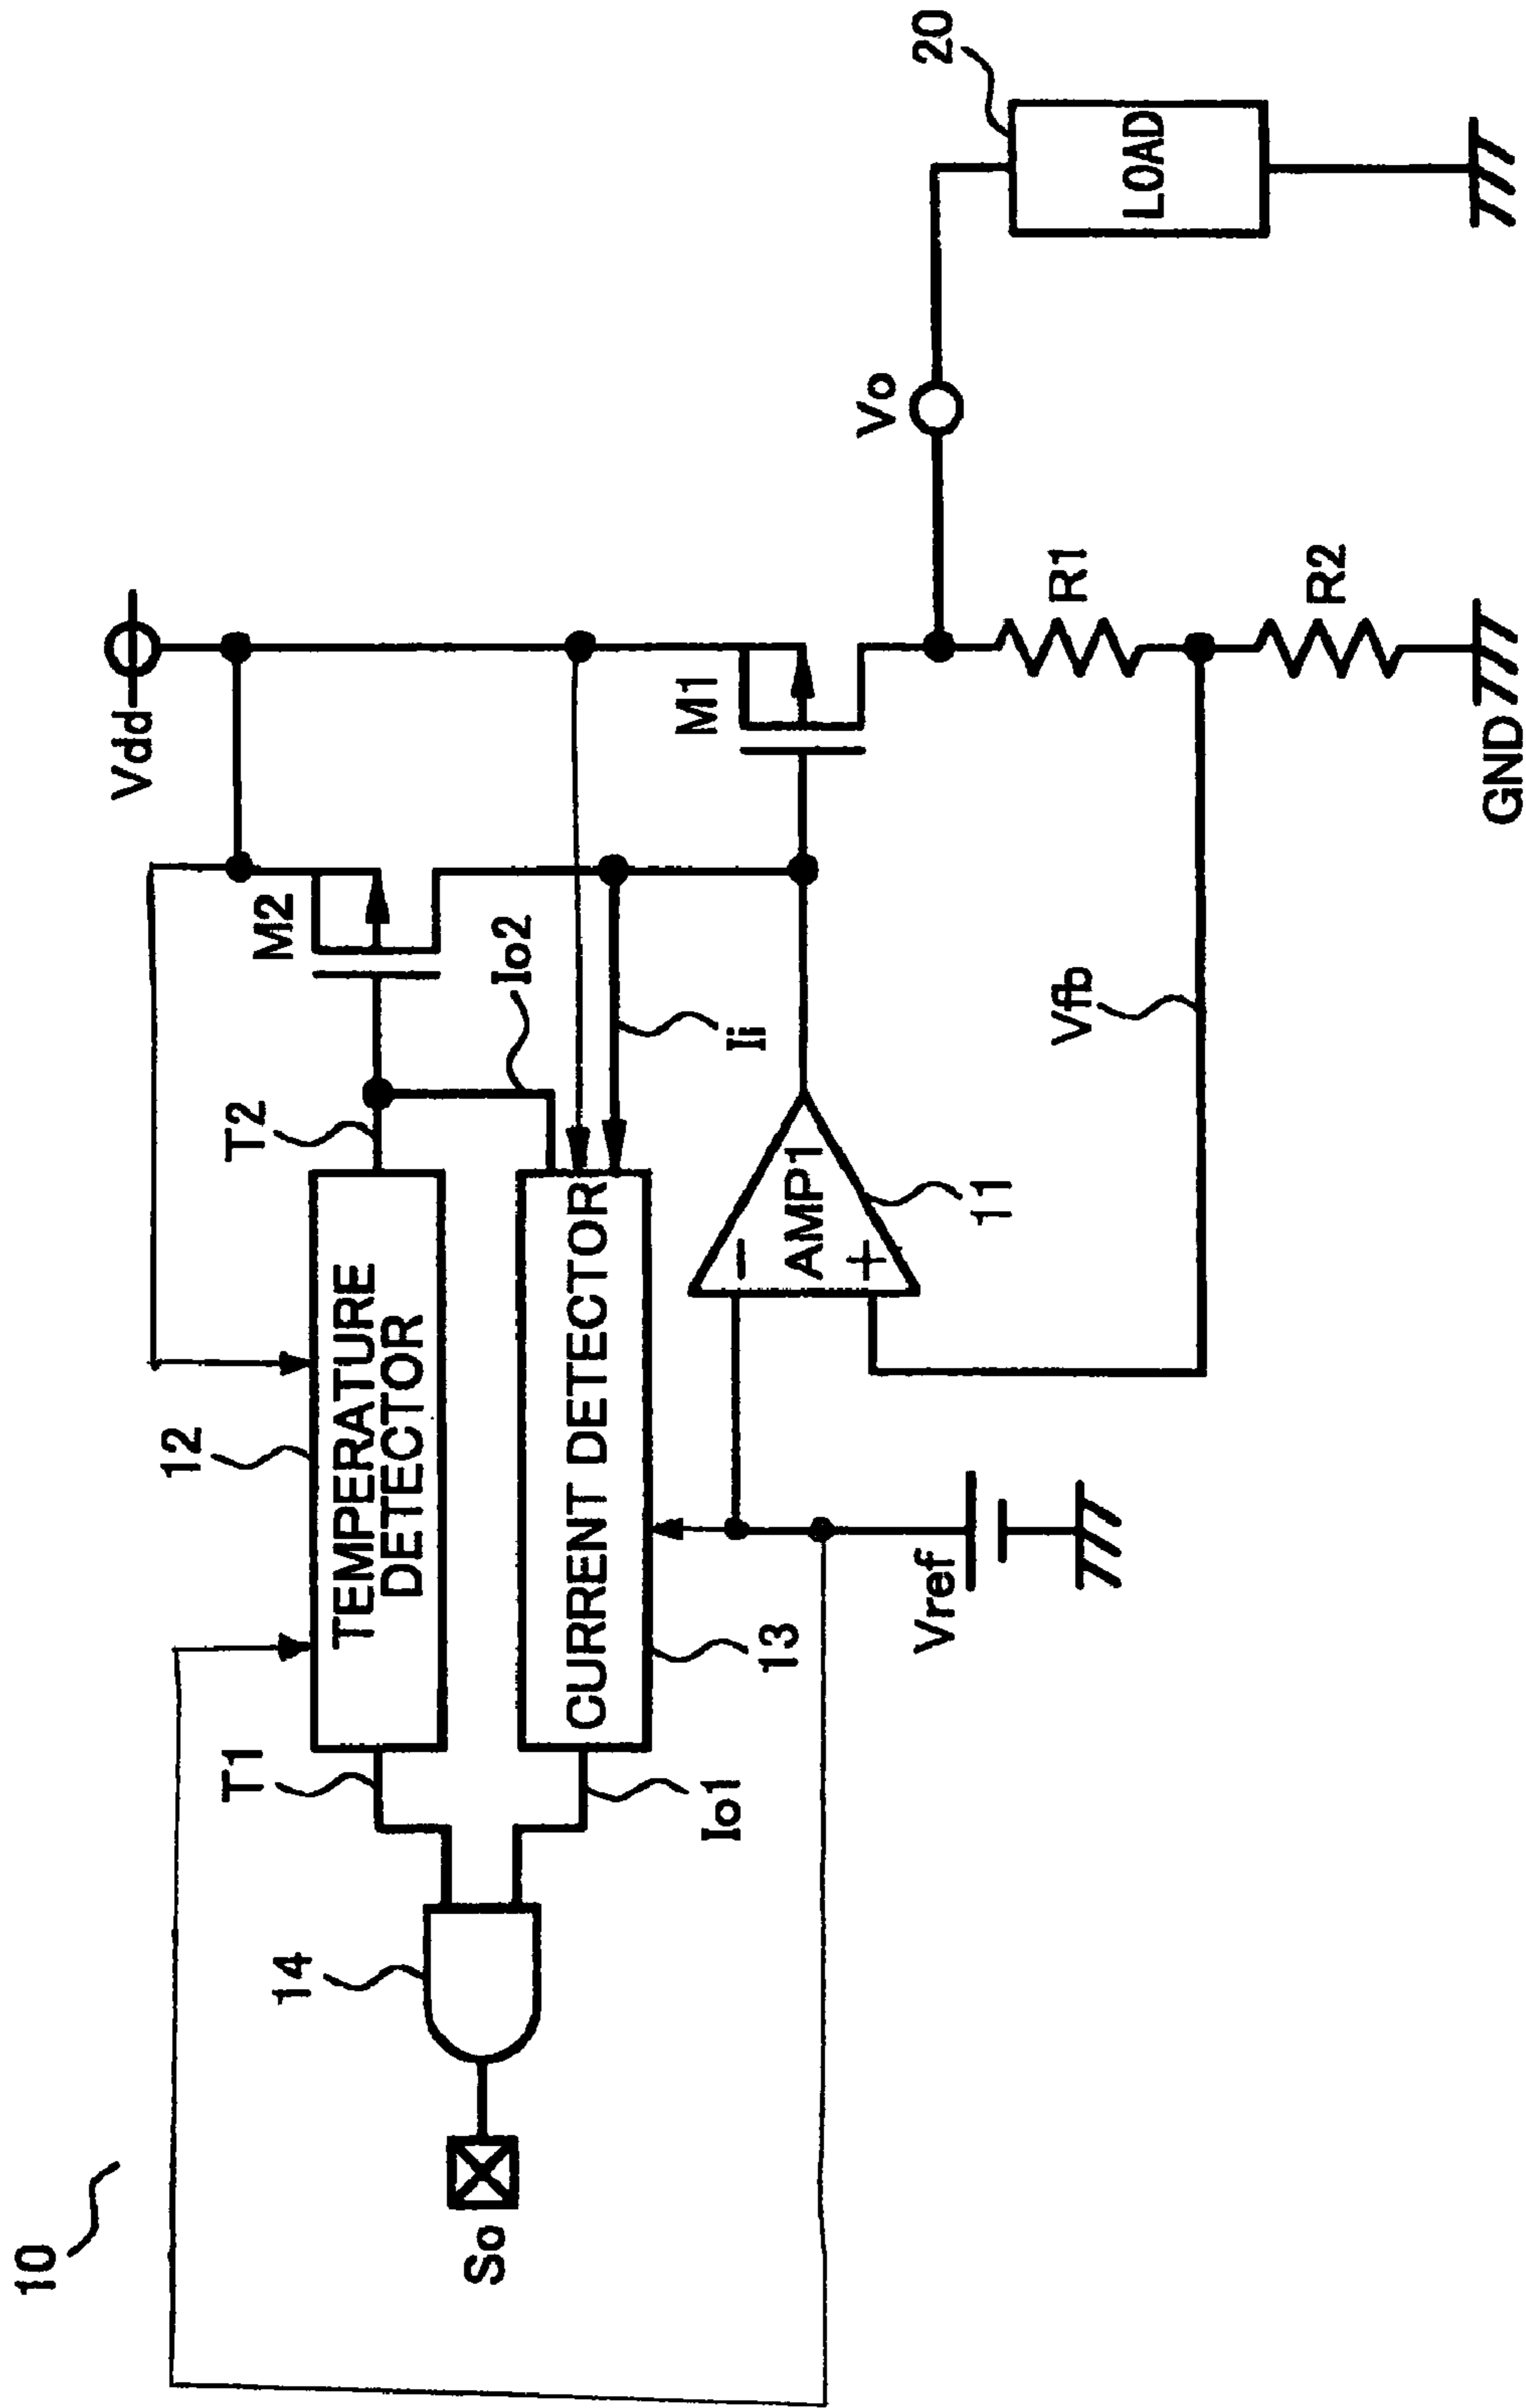 10
Vdd
12
T1
T2
M2
TEMPERATURE
DETECTOR
14
So
Io2
CURRENT DETECTOR
M1
Io1
13
Ii
AMP1
-
+
11
Vo
20
Vref
Vfb
R1
LOAD
R2
GND